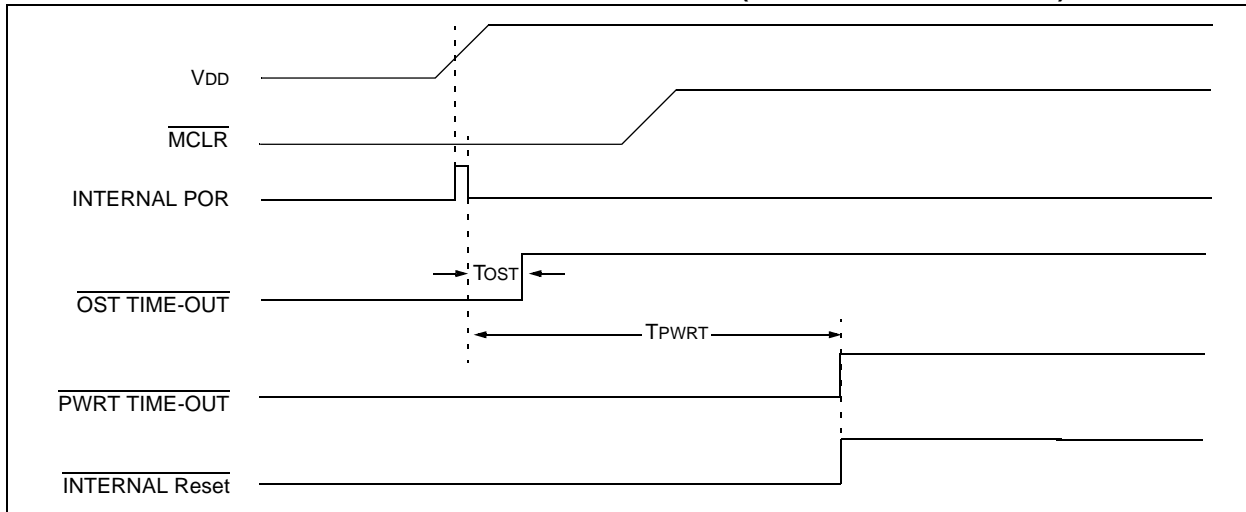 VDD
MCLR
INTERNAL POR
TOST
OST TIME-OUT
TPWRT
PWRT TIME-OUT
INTERNAL Reset